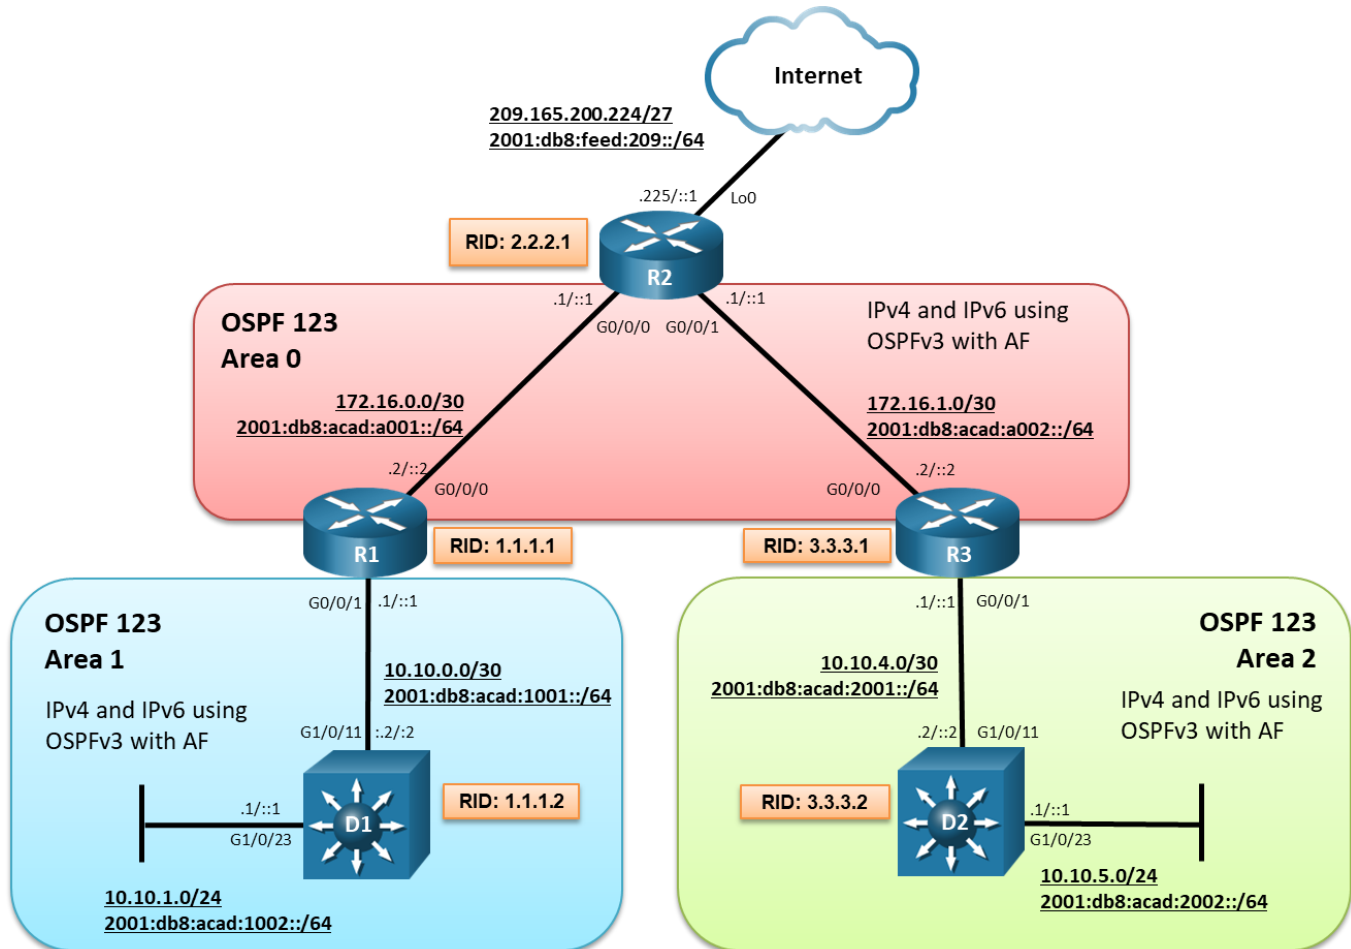 Internet
209.165.200.224/27
2001:db8:feed:209::/64
.225/::1
Lo0
RID: 2.2.2.1
R2
OSPF 123
Area 0
.1/::1
.1/::1
G0/0/0
G0/0/1
IPv4 and IPv6 using
OSPFv3 with AF
172.16.0.0/30
2001:db8:acad:a001::/64
172.16.1.0/30
2001:db8:acad:a002::/64
.2/::2
G0/0/0
.2/::2
G0/0/0
R1
RID: 1.1.1.1
RID: 3.3.3.1
R3
G0/0/1
.1/::1
.1/::1
G0/0/1
OSPF 123
Area 1
10.10.0.0/30
2001:db8:acad:1001::/64
IPv4 and IPv6 using
OSPFv3 with AF
G1/0/11
:.2/:2
D1
RID: 1.1.1.2
.1/::1
G1/0/23
10.10.1.0/24
2001:db8:acad:1002::/64
OSPF 123
Area 2
10.10.4.0/30
2001:db8:acad:2001::/64
IPv4 and IPv6 using
OSPFv3 with AF
.2/::2
G1/0/11
RID: 3.3.3.2
D2
.1/::1
G1/0/23
10.10.5.0/24
2001:db8:acad:2002::/64